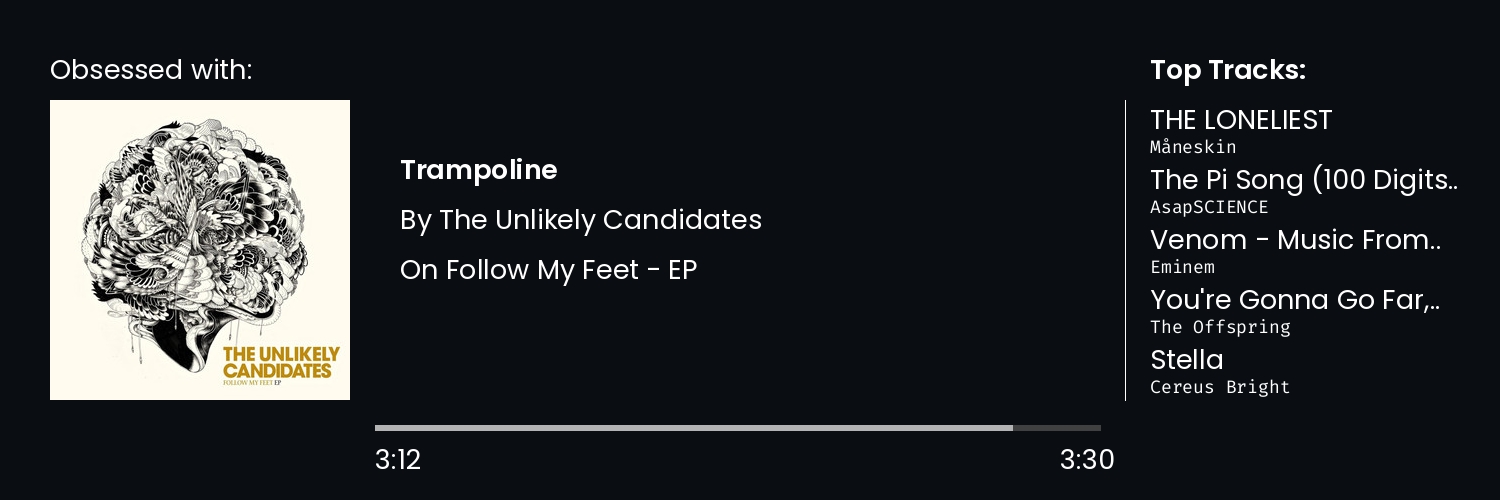 Obsessed with:
THE UNLIKELY
CANDIDATES
FOLLOW MY FEET EP
Trampoline
By The Unlikely Candidates
On Follow My Feet - EP
3:12
3:30
Top Tracks:
THE LONELIEST
Måneskin
The Pi Song (100 Digits..
AsapSCIENCE
Venom - Music From..
Eminem
You're Gonna Go Far,..
The Offspring
Stella
Cereus Bright